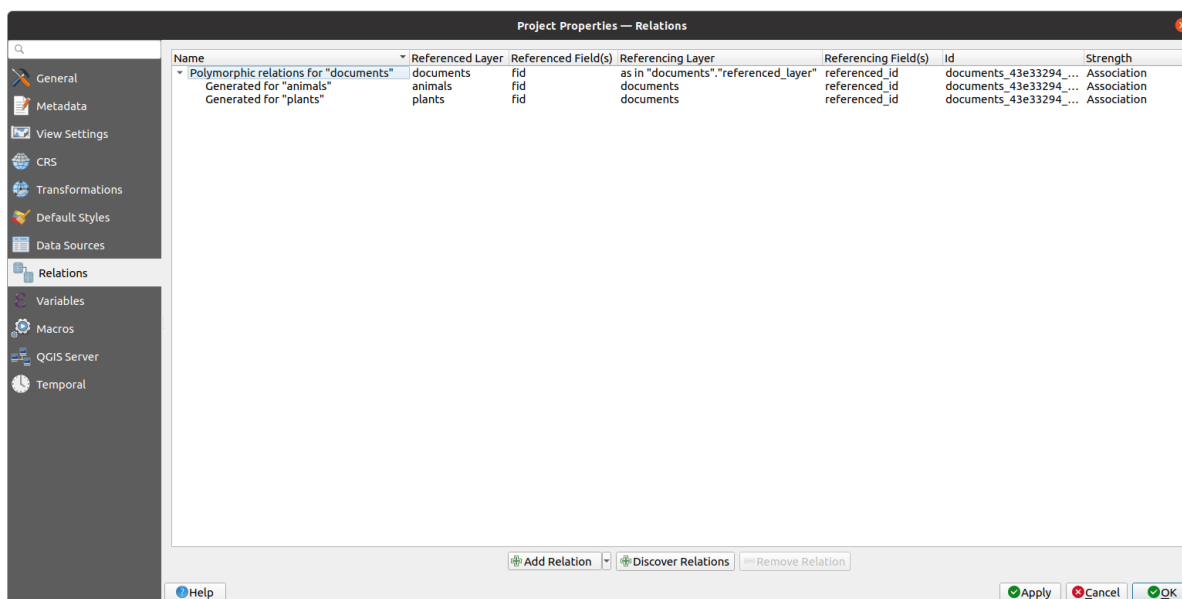 Project Properties — Relations
General
Metadata
View Settings
CRS
Transformations
Default Styles
Data Sources
Relations
Variables
Macros
QGIS Server
Temporal
Name Referenced Layer Referenced Field(s) Referencing Layer Referencing Field(s) Id Strength
Polymorphic relations for "documents" documents fid as in "documents"."referenced_layer" referenced_id documents_43e33294_... Association
Generated for "animals" animals fid documents referenced_id documents_43e33294_... Association
Generated for "plants" plants fid documents referenced_id documents_43e33294_... Association
Add Relation Discover Relations Remove Relation
Help Apply Cancel OK